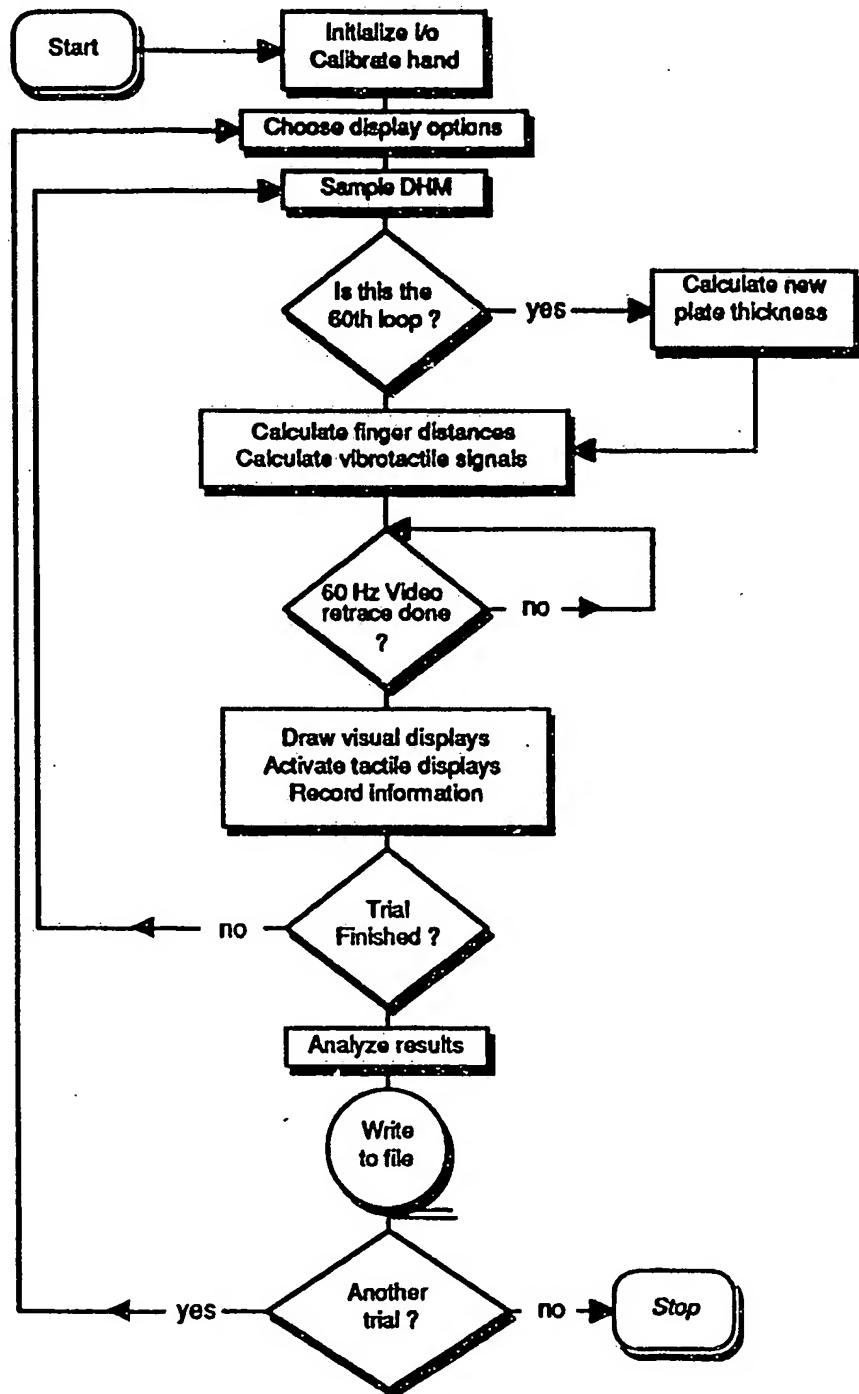 Start
Initialize i/o
Calibrate hand
Choose display options
Sample DHM
Is this the
60th loop ?
yes
Calculate new
plate thickness
Calculate finger distances
Calculate vibrotactile signals
60 Hz Video
retrace done
?
no
Draw visual displays
Activate tactile displays
Record information
Trial
Finished ?
no
Analyze results
Write
to file
Another
trial ?
yes
no
Stop